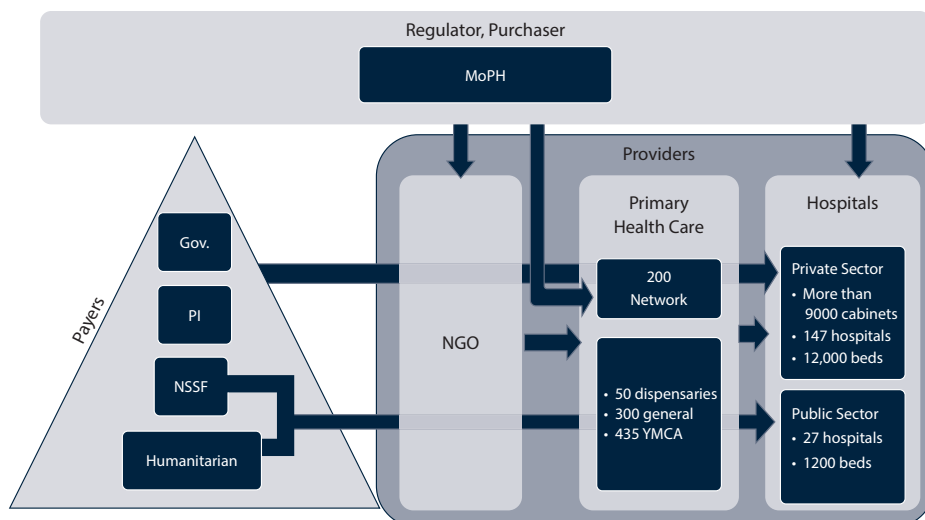 Regulator, Purchaser
MoPH
Payers
Gov.
PI
NSSF
Humanitarian
Providers
NGO
Primary
Health Care
200
Network
• 50 dispensaries
• 300 general
• 435 YMCA
Hospitals
Private Sector
• More than
9000 cabinets
• 147 hospitals
• 12,000 beds
Public Sector
• 27 hospitals
• 1200 beds